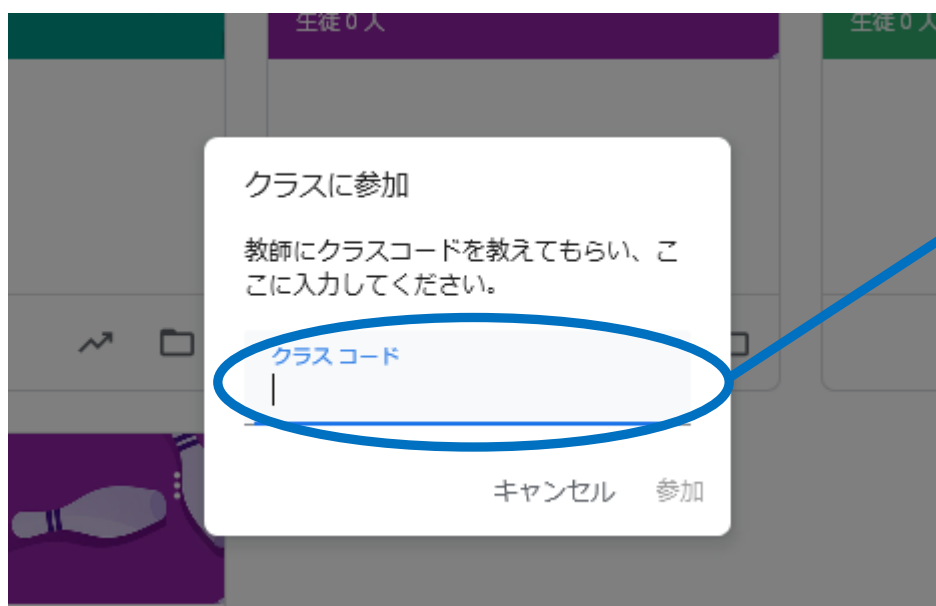 生徒 0 人
生徒 0 人
クラスに参加
教師にクラスコードを教えてもらい、こ
こに入力してください。
クラス コード
キャンセル 参加